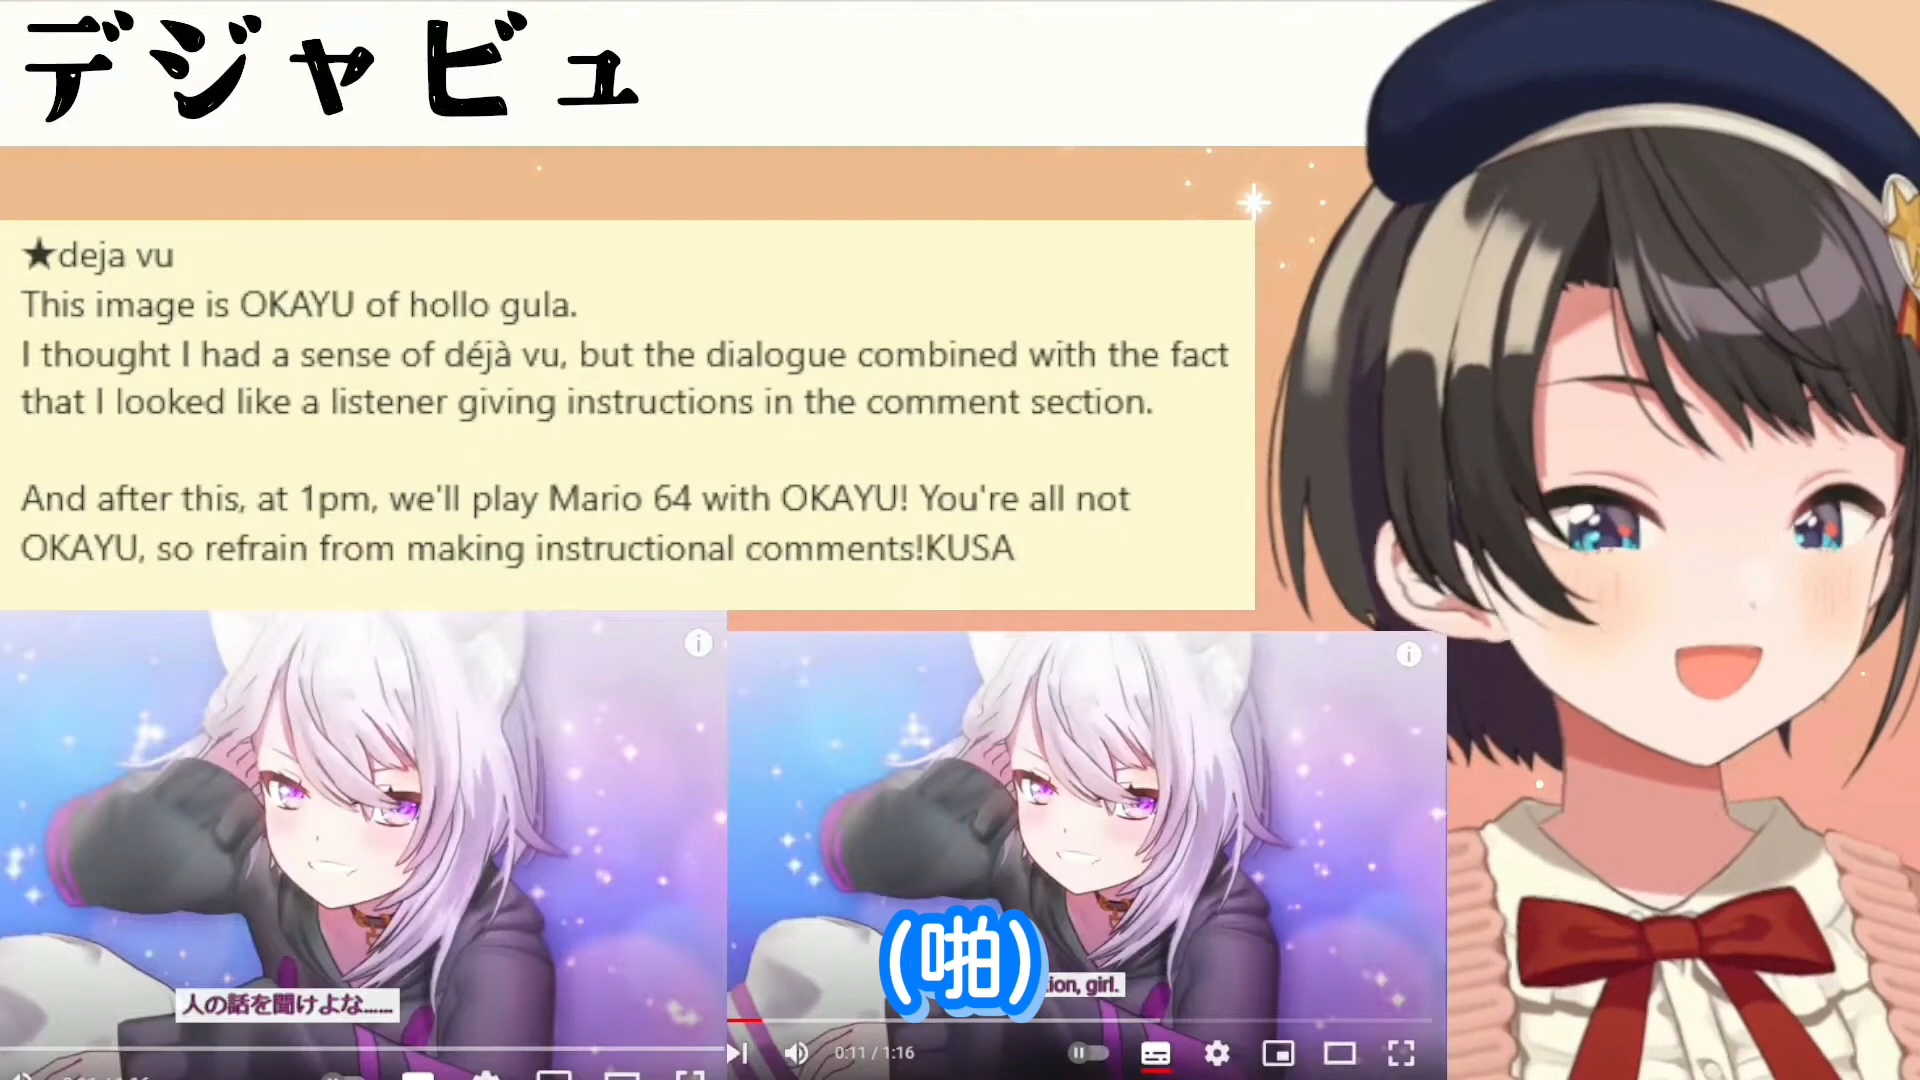 デジャビュ
★deja vu
This image is OKAYU of hollo gula.
I thought I had a sense of déjà vu, but the dialogue combined with the fact
that I looked like a listener giving instructions in the comment section.
And after this, at 1pm, we'll play Mario 64 with OKAYU! You're all not
OKAYU, so refrain from making instructional comments!KUSA
人の話を聞けよな……
(啪)
girl.
0:11 / 1:16